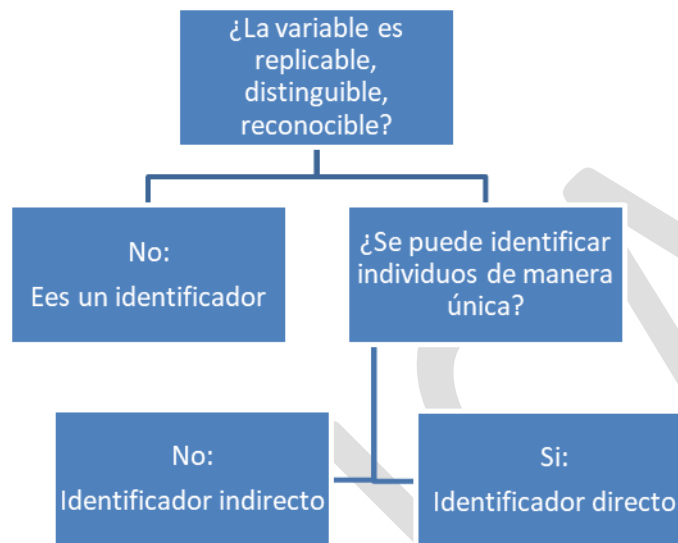 ¿La variable es
replicable,
distinguible,
reconocible?
No:
Ees un identificador
¿Se puede identificar
individuos de manera
única?
No:
Identificador indirecto
Si:
Identificador directo